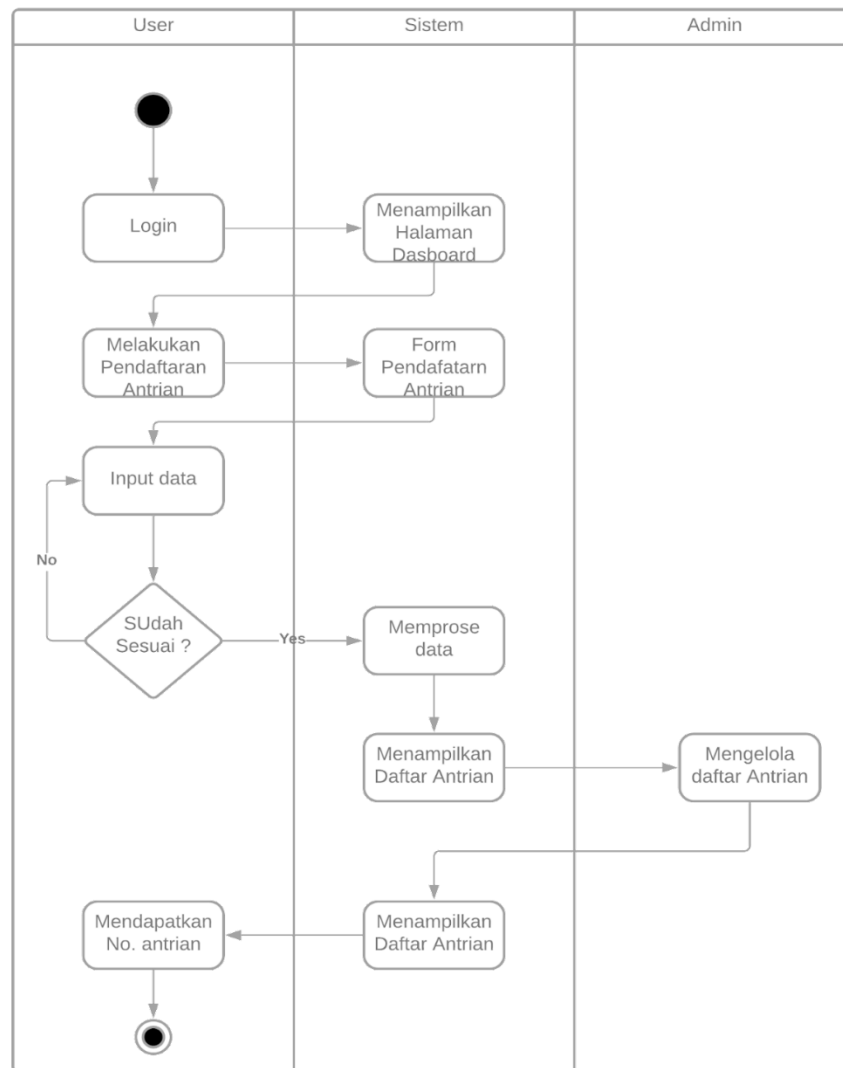 User
Sistem
Admin
Login
Menampilkan
Halaman
Dasboard
Melakukan
Pendaftaran
Antrian
Form
Pendafatarn
Antrian
Input data
No
SUdah
Sesuai ?
Yes
Memprose
data
Menampilkan
Daftar Antrian
Mengelola
daftar Antrian
Mendapatkan
No. antrian
Menampilkan
Daftar Antrian